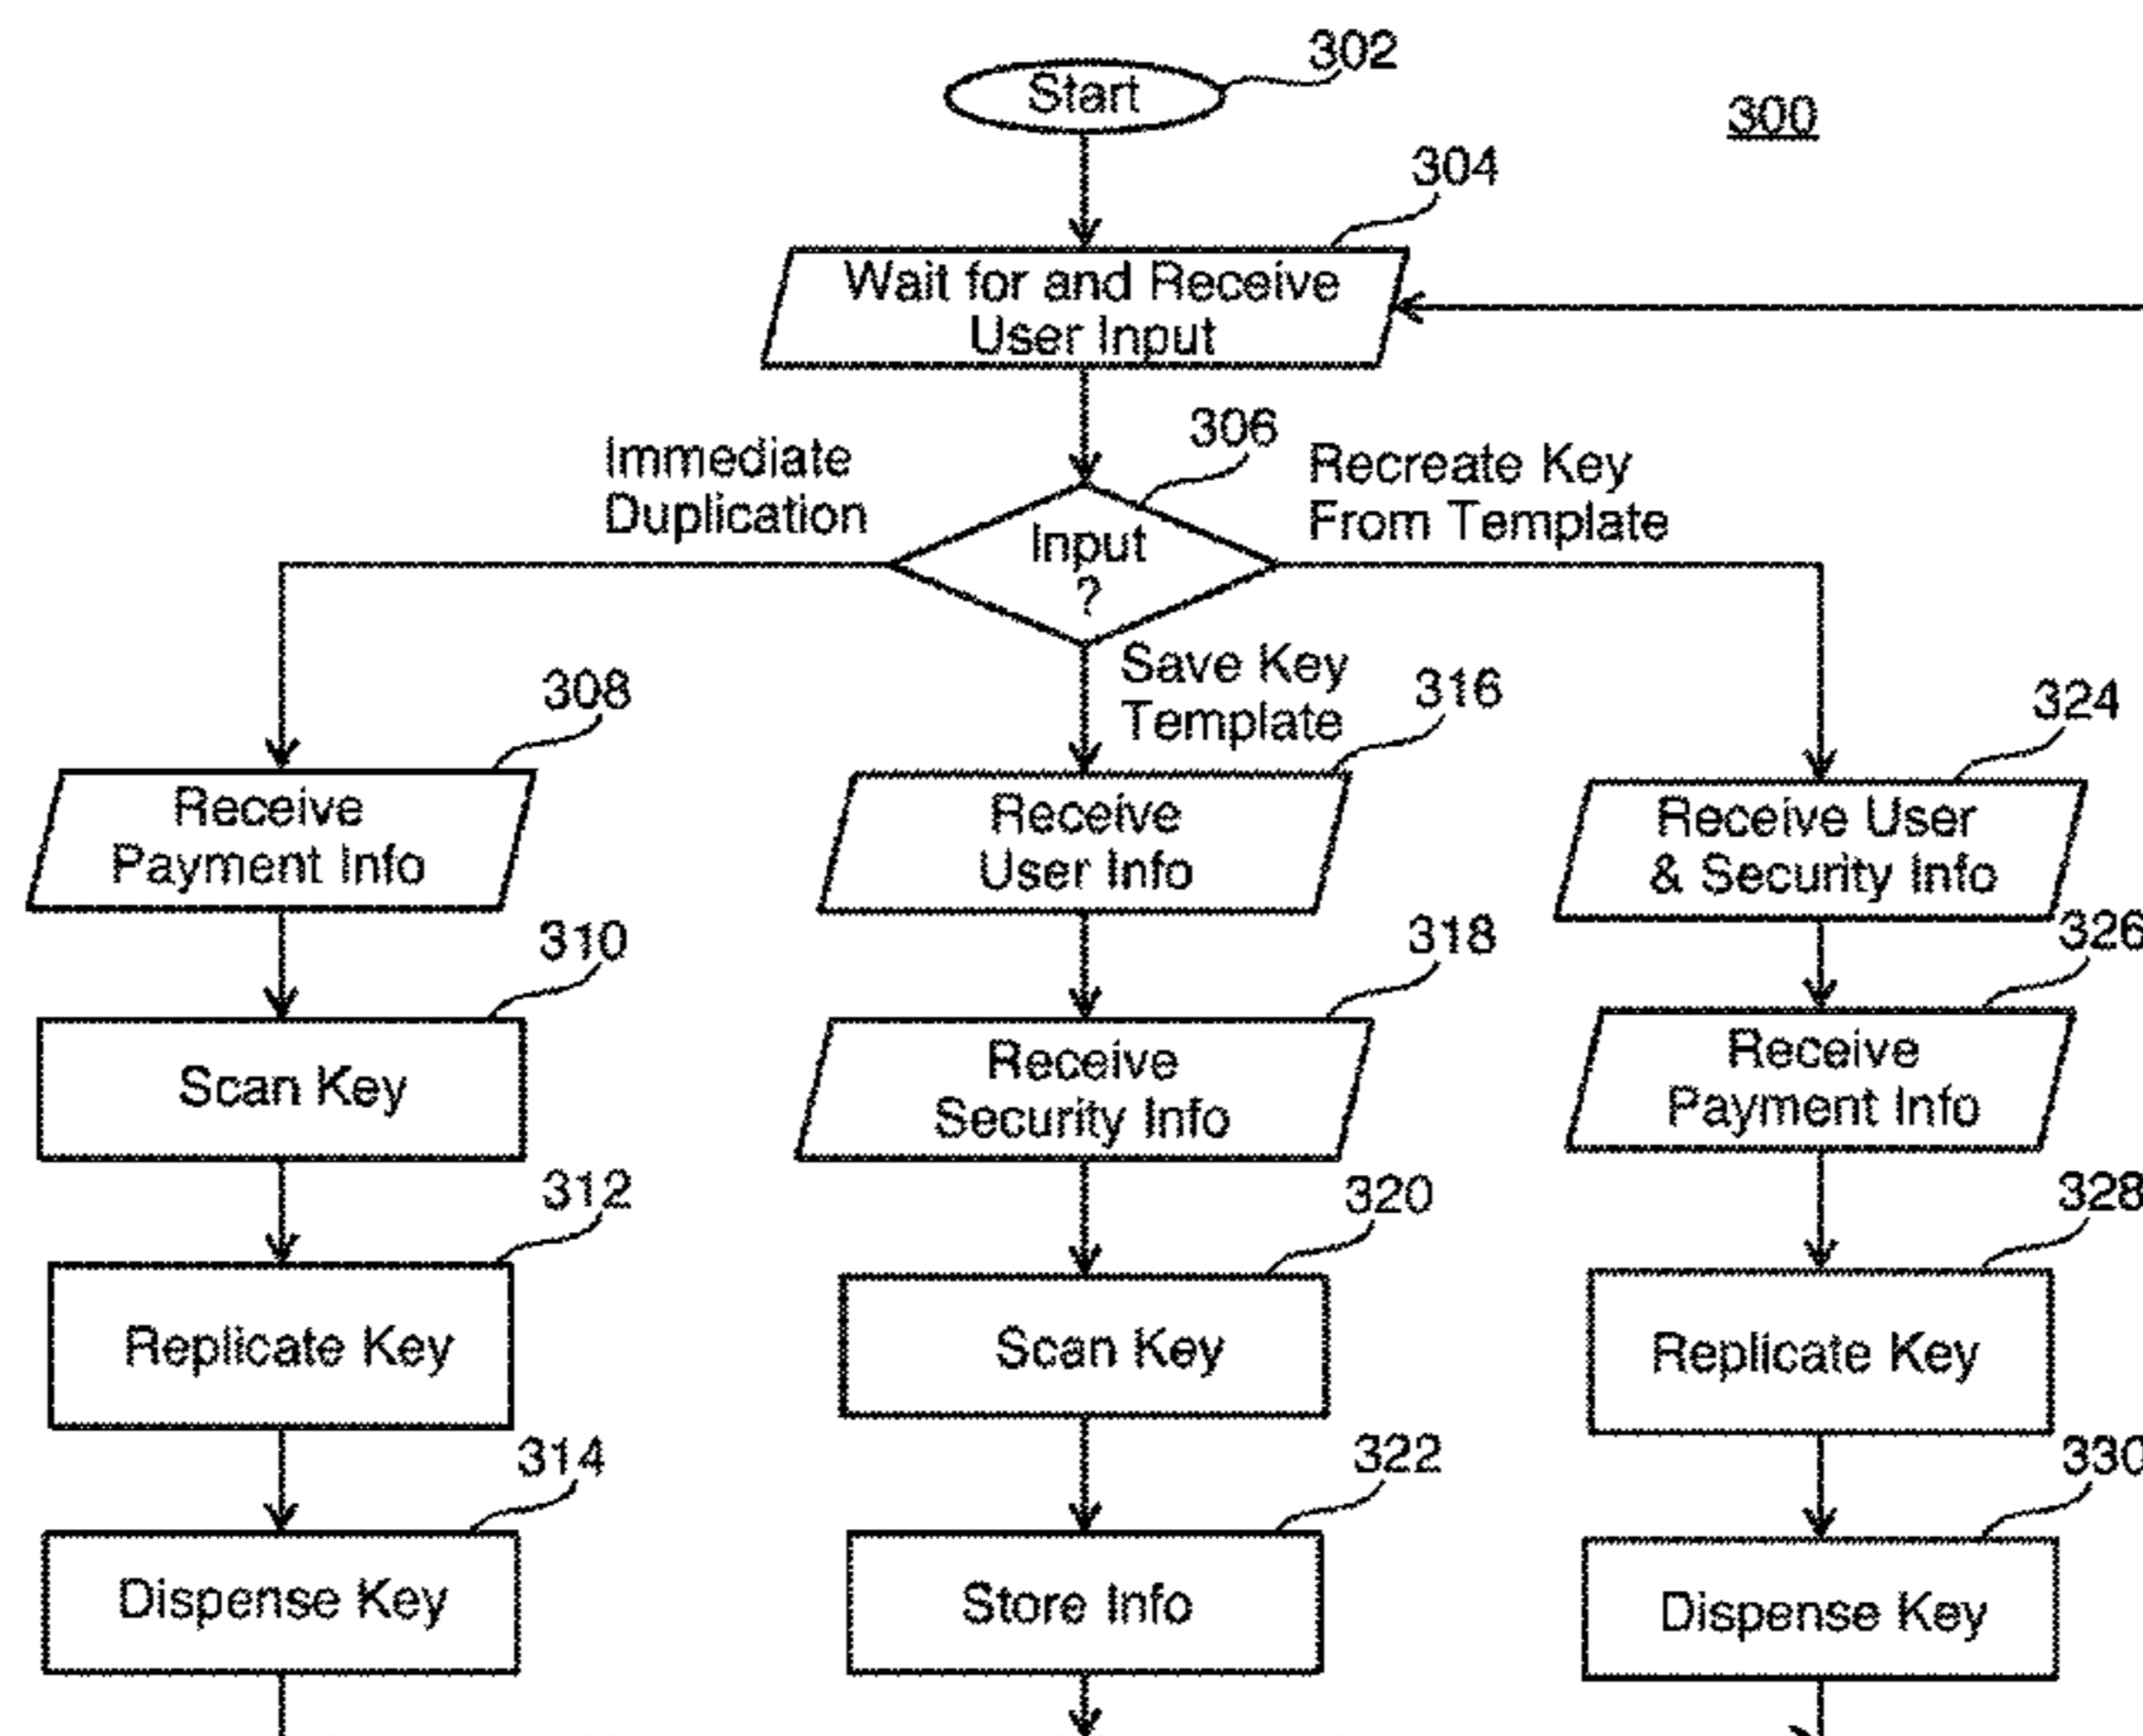 302
Start
300
304
Wait for and Receive
User Input
306
Immediate
Duplication
Recreate Key
From Template
Input
?
Save Key
Template
308
316
324
Receive
Payment Info
Receive
User Info
Receive User
& Security Info
310
318
326
Scan Key
Receive
Security Info
Receive
Payment Info
312
320
328
Replicate Key
Scan Key
Replicate Key
314
322
330
Dispense Key
Store Info
Dispense Key